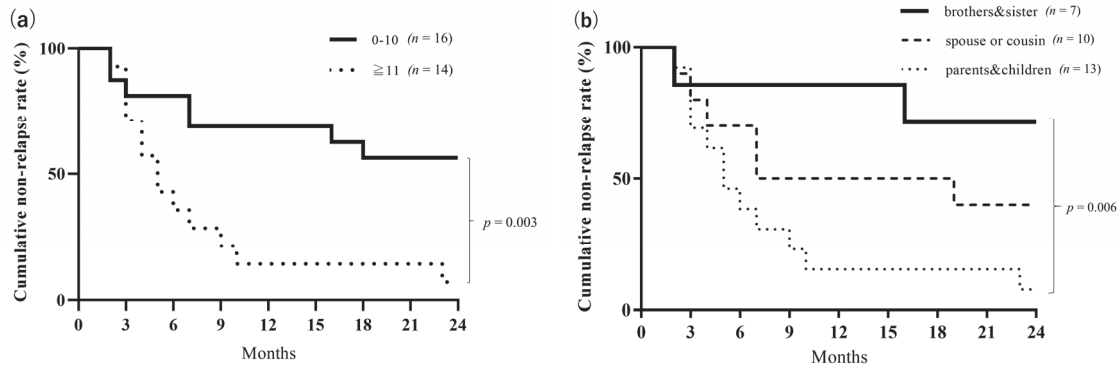 (a)
0-10 (n = 16)
≧11 (n = 14)
Cumulative non-relapse rate (%)
100
50
0
0 3 6 9 12 15 18 21 24
Months
p = 0.003
(b)
brothers&sister (n = 7)
spouse or cousin (n = 10)
parents&children (n = 13)
Cumulative non-relapse rate (%)
100
50
0
0 3 6 9 12 15 18 21 24
Months
p = 0.006